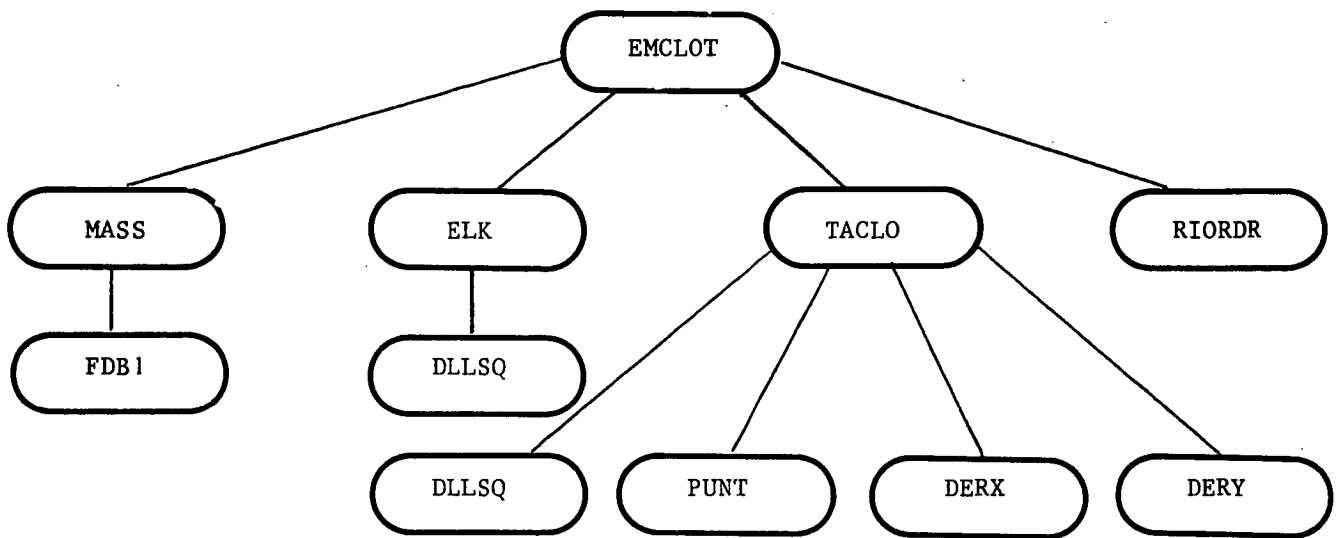 EMCLOT
MASS
ELK
TACLO
RIORDR
FDB1
DLLSQ
DLLSQ
PUNT
DERX
DERY